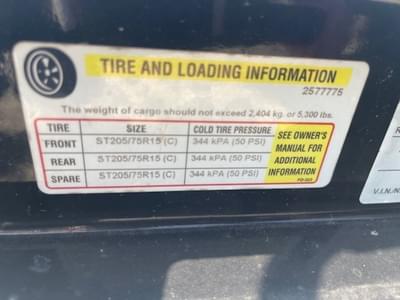 TIRE AND LOADING INFORMATION
2577775
The weight of cargo should not exceed 2,404 kg. or 5,300 lbs.
TIRE SIZE COLD TIRE PRESSURE
FRONT ST205/75R15 (C) 344 kPA (50 PSI)
REAR ST205/75R15 (C) 344 kPA (50 PSI)
SPARE ST205/75R15 (C) 344 kPA (50 PSI)
SEE OWNER'S
MANUAL FOR
ADDITIONAL
INFORMATION
V.I.N./N